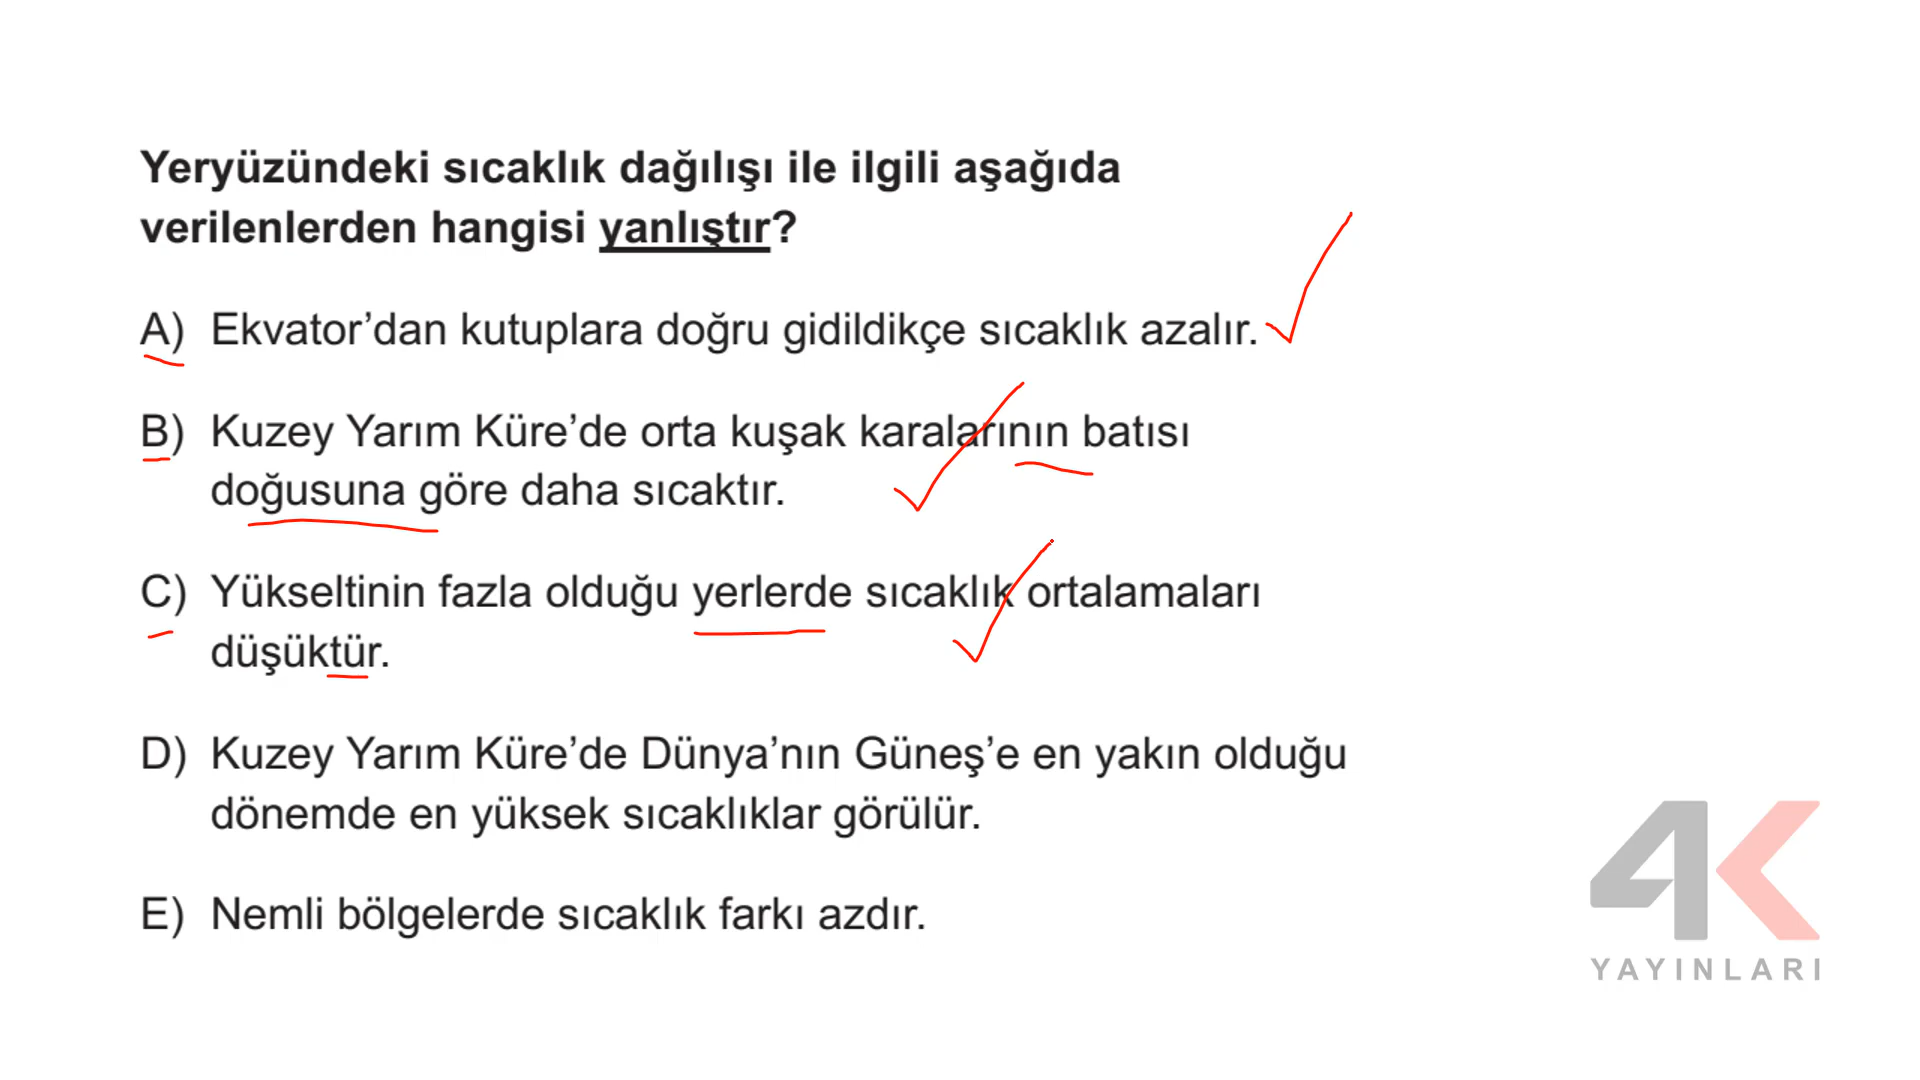 Yeryüzündeki sıcaklık dağılışı ile ilgili aşağıda
verilenlerden hangisi yanlıştır?
A) Ekvator’dan kutuplara doğru gidildikçe sıcaklık azalır.
B) Kuzey Yarım Küre’de orta kuşak karalarının batısı
doğusuna göre daha sıcaktır.
C) Yükseltinin fazla olduğu yerlerde sıcaklık ortalamaları
düşüktür.
D) Kuzey Yarım Küre’de Dünya’nın Güneş’e en yakın olduğu
dönemde en yüksek sıcaklıklar görülür.
E) Nemli bölgelerde sıcaklık farkı azdır.
4K
YAYINLARI